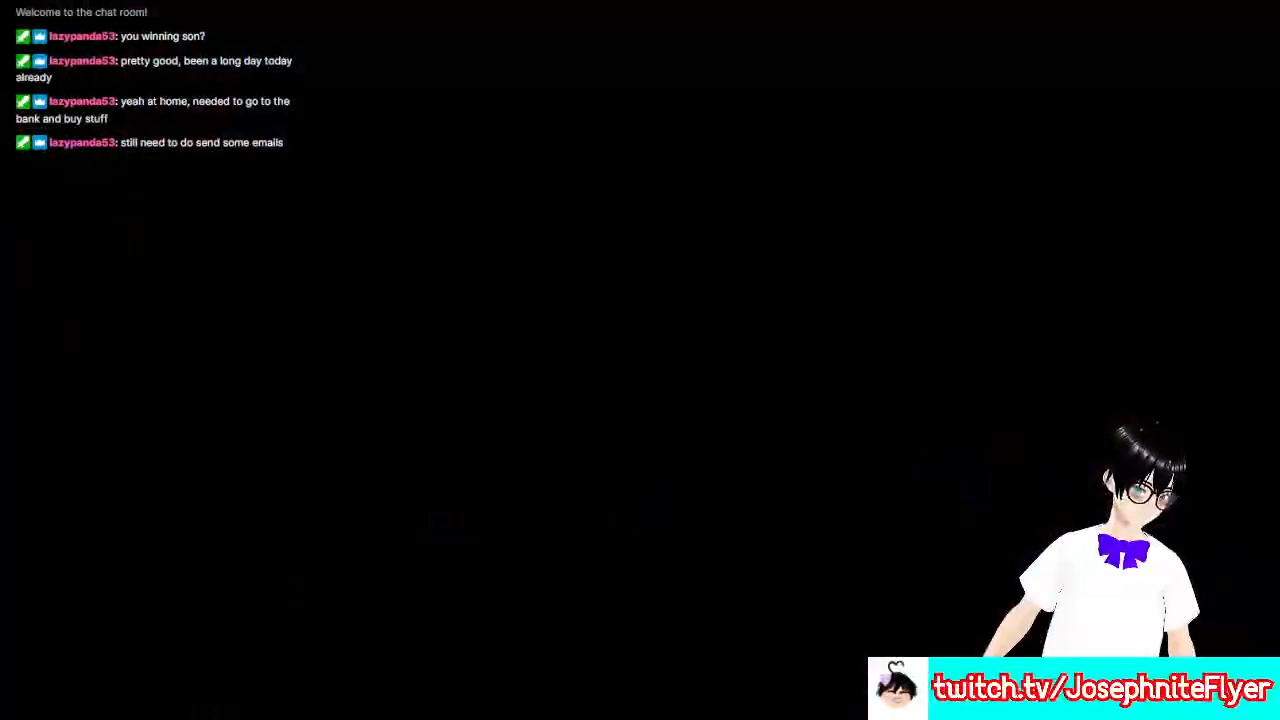 Welcome to the chat room!
lazypanda53: you winning son?
lazypanda53: pretty good, been a long day today
already
lazypanda53: yeah at home, needed to go to the
bank and buy stuff
lazypanda53: still need to do send some emails
twitch.tv/JosephniteFlyer